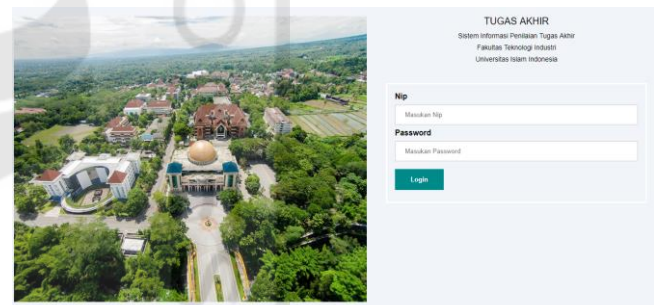 TUGAS AKHIR
Sistem Informasi Penilaian Tugas Akhir
Fakultas Teknologi Industri
Universitas Islam Indonesia
Nip
Masukan Nip
Password
Masukan Password
Login